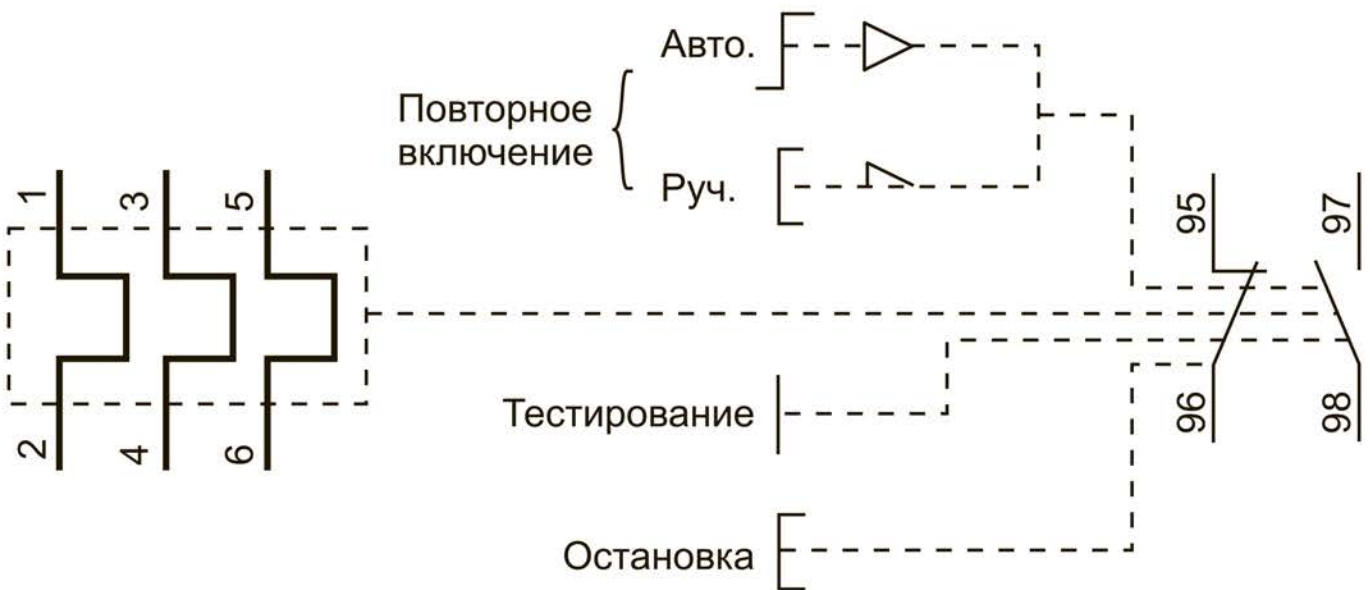 Авто.
Повторное
включение
Руч.
1
3
5
95
97
2
4
6
Тестирование
96
98
Остановка